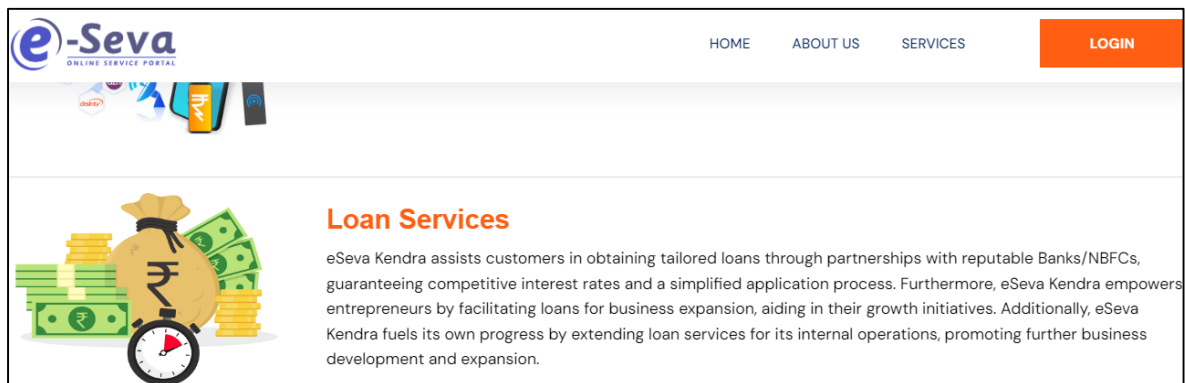 e-Seva
ONLINE SERVICE PORTAL
HOME
ABOUT US
SERVICES
LOGIN
dishtv
Loan Services
eSeva Kendra assists customers in obtaining tailored loans through partnerships with reputable Banks/NBFCs,
guaranteeing competitive interest rates and a simplified application process. Furthermore, eSeva Kendra empowers
entrepreneurs by facilitating loans for business expansion, aiding in their growth initiatives. Additionally, eSeva
Kendra fuels its own progress by extending loan services for its internal operations, promoting further business
development and expansion.